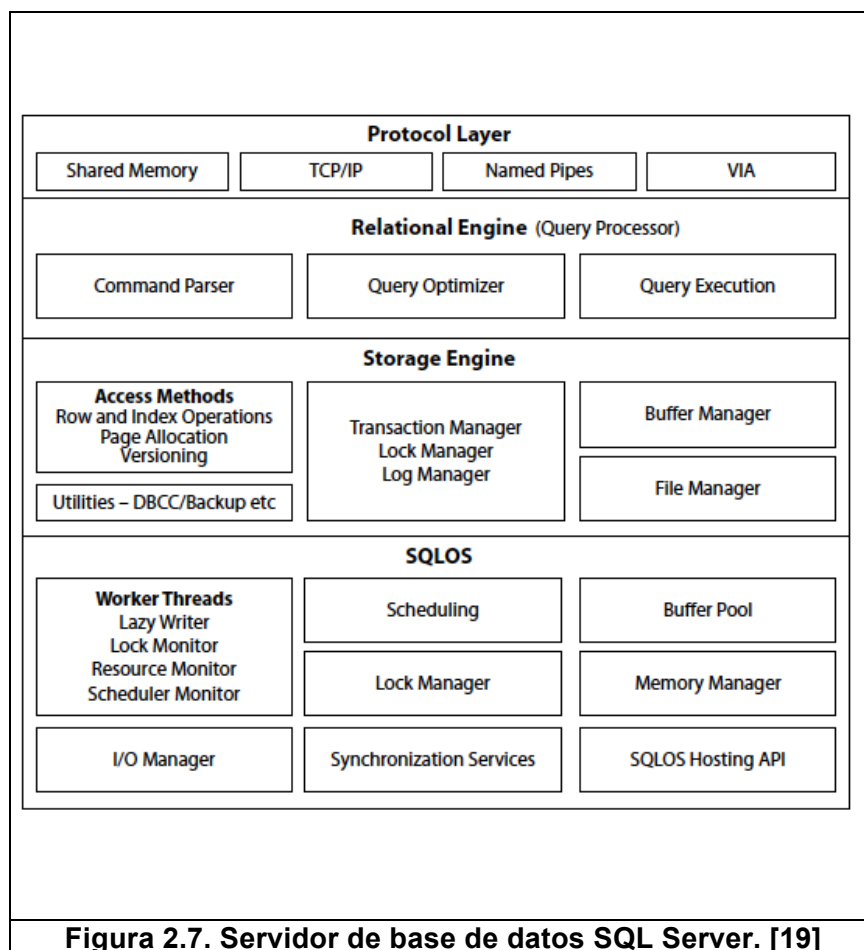 Protocol Layer
Shared Memory
TCP/IP
Named Pipes
VIA
Relational Engine (Query Processor)
Command Parser
Query Optimizer
Query Execution
Storage Engine
Access Methods
Row and Index Operations
Page Allocation
Versioning
Utilities – DBCC/Backup etc
Transaction Manager
Lock Manager
Log Manager
Buffer Manager
File Manager
SQLOS
Worker Threads
Lazy Writer
Lock Monitor
Resource Monitor
Scheduler Monitor
Scheduling
Buffer Pool
Lock Manager
Memory Manager
I/O Manager
Synchronization Services
SQLOS Hosting API
Figura 2.7. Servidor de base de datos SQL Server. [19]